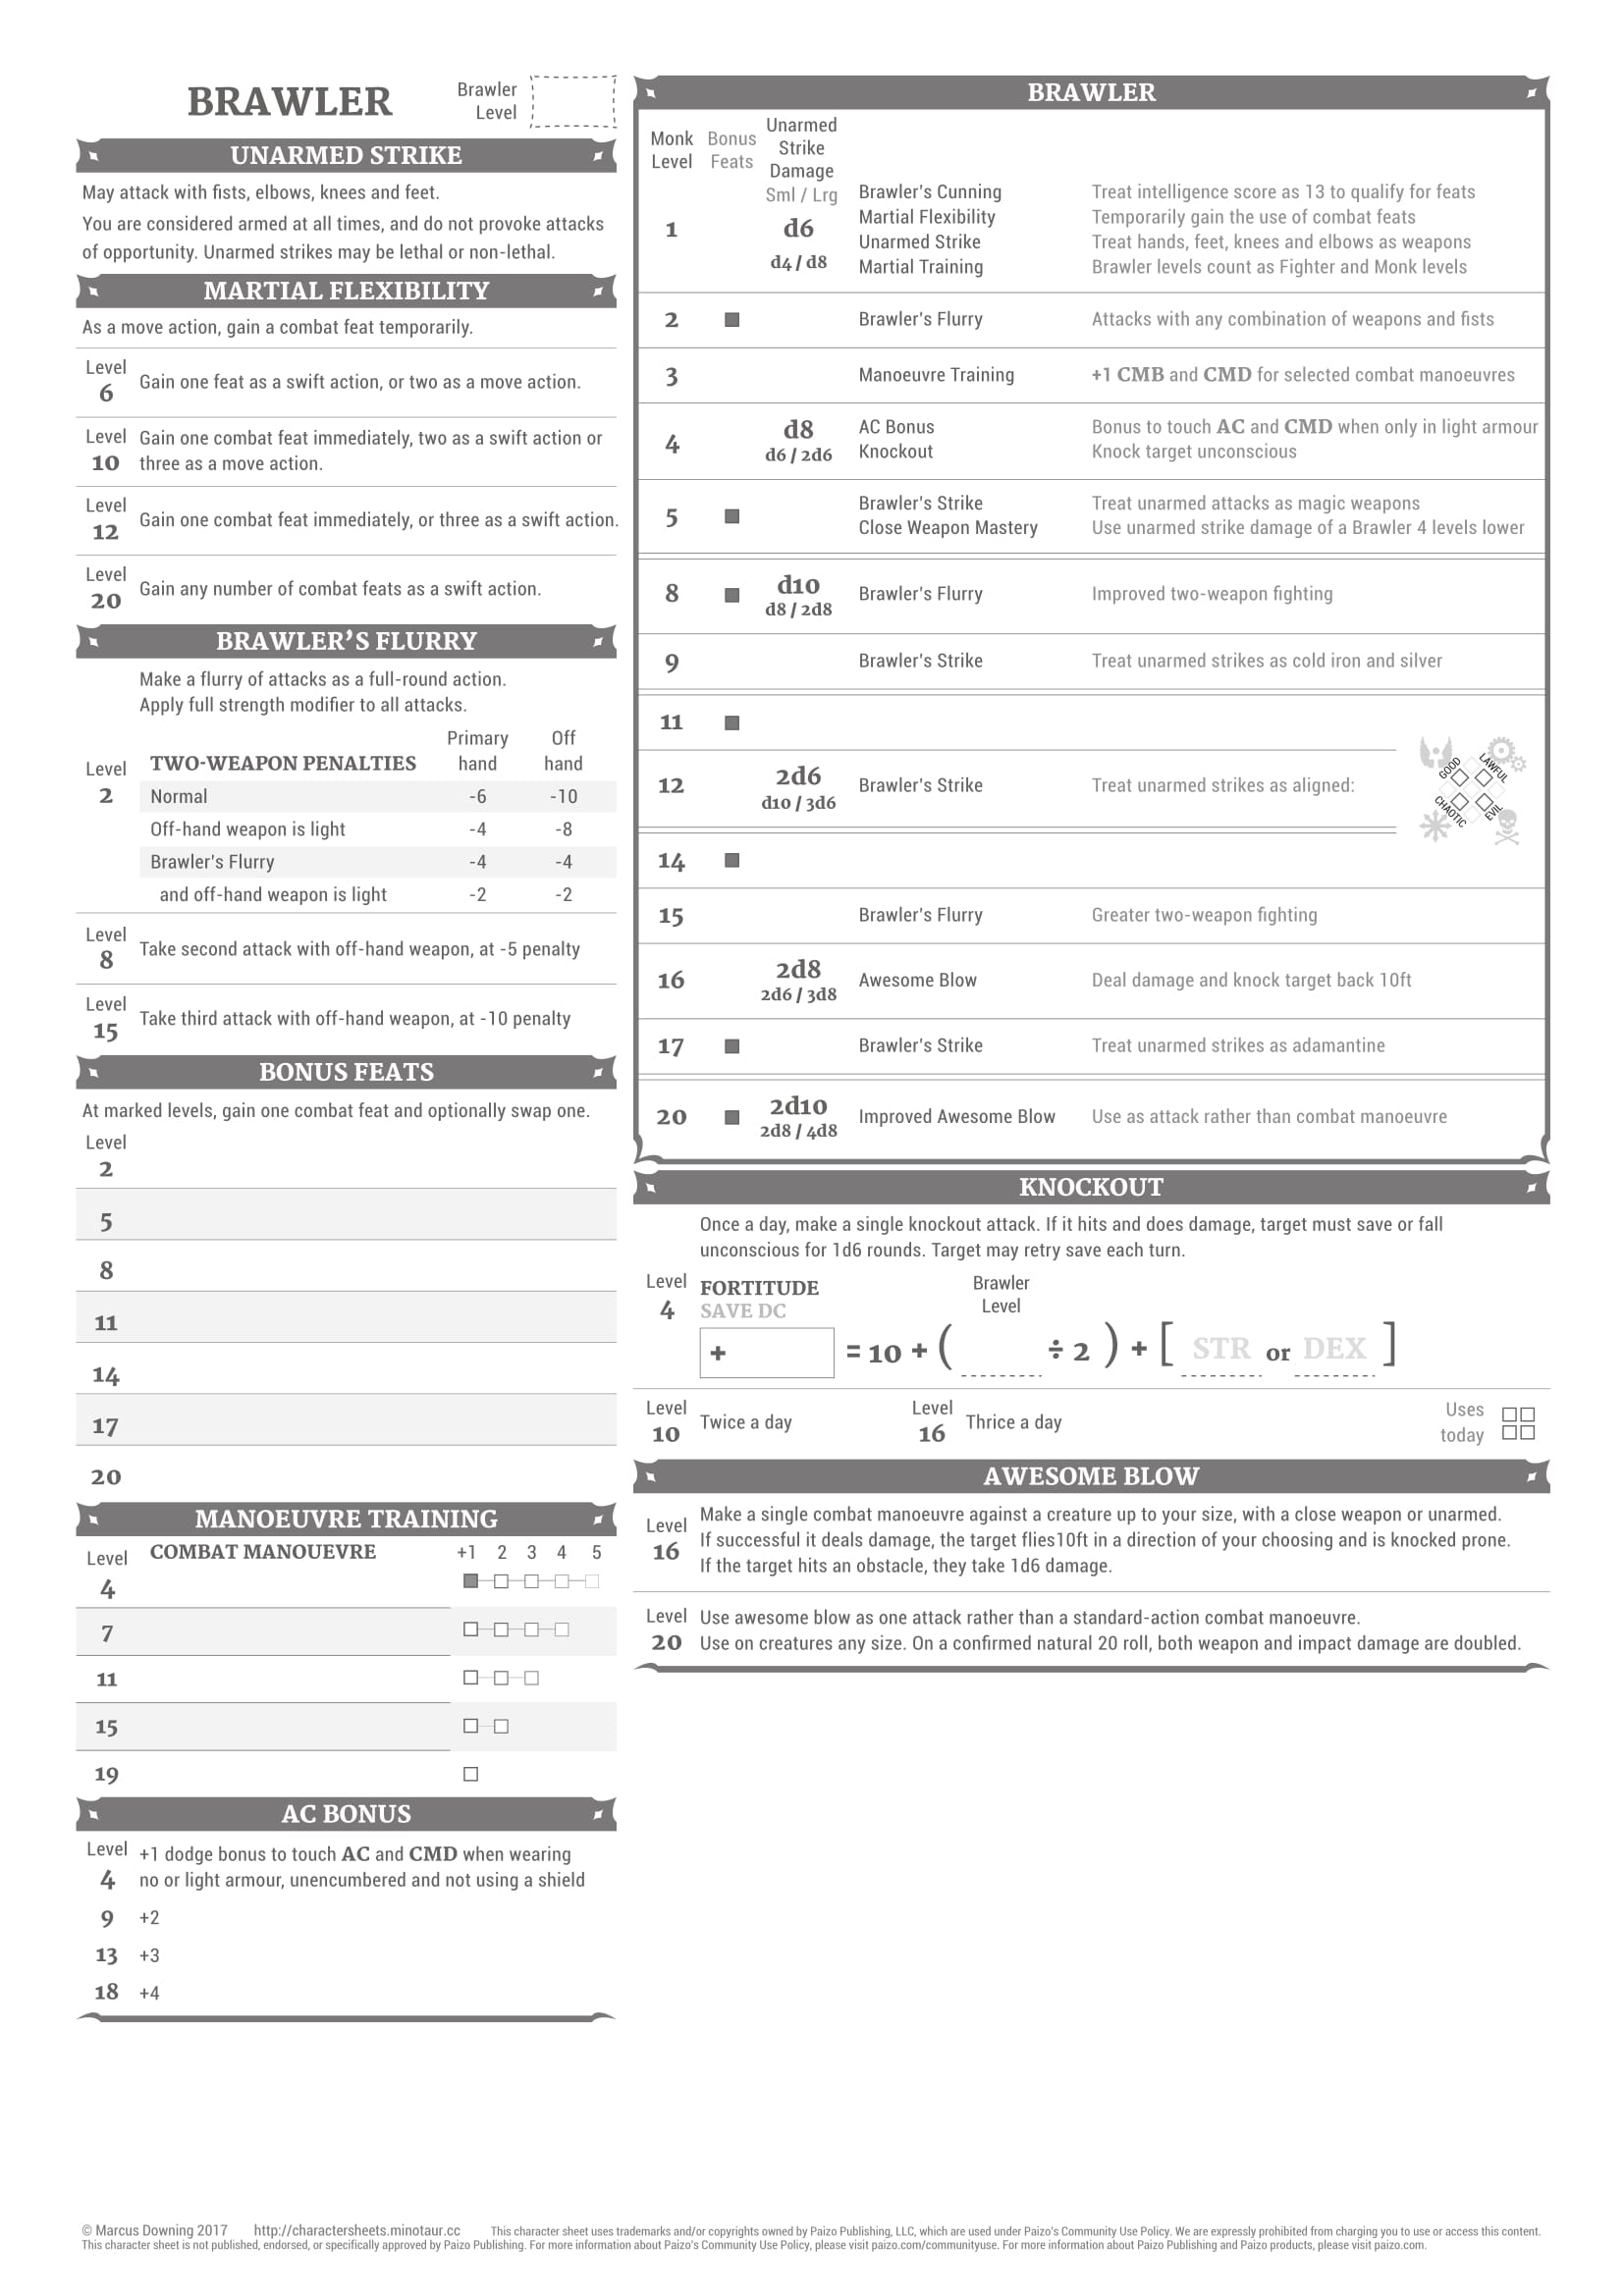 BRAWLER
Brawler
Level
UNARMED STRIKE
May attack with fists, elbows, knees and feet.
You are considered armed at all times, and do not provoke attacks
of opportunity. Unarmed strikes may be lethal or non-lethal.
MARTIAL FLEXIBILITY
As a move action, gain a combat feat temporarily.
Level
6 Gain one feat as a swift action, or two as a move action.
Level
10
Gain one combat feat immediately, two as a swift action or
three as a move action.
Level
12 Gain one combat feat immediately, or three as a swift action.
Level
20 Gain any number of combat feats as a swift action.
BRAWLER'S FLURRY
Make a flurry of attacks as a full-round action.
Apply full strength modifier to all attacks.
Level
2
TWO-WEAPON PENALTIES Primary hand Off hand
Normal -6 -10
Off-hand weapon is light -4 -8
Brawler's Flurry -4 -4
and off-hand weapon is light -2 -2
Level
8 Take second attack with off-hand weapon, at -5 penalty
Level
15 Take third attack with off-hand weapon, at -10 penalty
BONUS FEATS
At marked levels, gain one combat feat and optionally swap one.
Level
2
5
8
11
14
17
20
MANOEUVRE TRAINING
Level COMBAT MANOUEVRE +1 2 3 4 5
4
7
11
15
19
AC BONUS
Level
4
+1 dodge bonus to touch AC and CMD when wearing
no or light armour, unencumbered and not using a shield
9 +2
13 +3
18 +4
BRAWLER
Monk Level
Bonus Feats
Unarmed Strike Damage
Sml / Lrg
1 d6
d4 / d8
Brawler's Cunning Treat intelligence score as 13 to qualify for feats
Martial Flexibility Temporarily gain the use of combat feats
Unarmed Strike Treat hands, feet, knees and elbows as weapons
Martial Training Brawler levels count as Fighter and Monk levels
2 Brawler's Flurry Attacks with any combination of weapons and fists
3 Manoeuvre Training +1 CMB and CMD for selected combat manoeuvres
4 d8
d6 / 2d6
AC Bonus Bonus to touch AC and CMD when only in light armour
Knockout Knock target unconscious
5
Brawler's Strike Treat unarmed attacks as magic weapons
Close Weapon Mastery Use unarmed strike damage of a Brawler 4 levels lower
8 d10
d8 / 2d8
Brawler's Flurry Improved two-weapon fighting
9 Brawler's Strike Treat unarmed strikes as cold iron and silver
11
12 2d6
d10 / 3d6
Brawler's Strike Treat unarmed strikes as aligned:
GOOD
LAWFUL
CHAOTIC
EVIL
14
15 Brawler's Flurry Greater two-weapon fighting
16 2d8
2d6 / 3d8
Awesome Blow Deal damage and knock target back 10ft
17 Brawler's Strike Treat unarmed strikes as adamantine
20 2d10
2d8 / 4d8
Improved Awesome Blow Use as attack rather than combat manoeuvre
KNOCKOUT
Once a day, make a single knockout attack. If it hits and does damage, target must save or fall
unconscious for 1d6 rounds. Target may retry save each turn.
Level
4
FORTITUDE
SAVE DC
Brawler
Level
+ = 10 + ( ÷ 2 ) + [ STR or DEX ]
Level
10 Twice a day
Level
16 Thrice a day
Uses
today
AWESOME BLOW
Level
16
Make a single combat manoeuvre against a creature up to your size, with a close weapon or unarmed.
If successful it deals damage, the target flies10ft in a direction of your choosing and is knocked prone.
If the target hits an obstacle, they take 1d6 damage.
Level
20
Use awesome blow as one attack rather than a standard-action combat manoeuvre.
Use on creatures any size. On a confirmed natural 20 roll, both weapon and impact damage are doubled.
© Marcus Downing 2017 http://charactersheets.minotaur.cc This character sheet uses trademarks and/or copyrights owned by Paizo Publishing, LLC, which are used under Paizo's Community Use Policy. We are expressly prohibited from charging you to use or access this content.
This character sheet is not published, endorsed, or specifically approved by Paizo Publishing. For more information about Paizo's Community Use Policy, please visit paizo.com/communityuse. For more information about Paizo Publishing and Paizo products, please visit paizo.com.